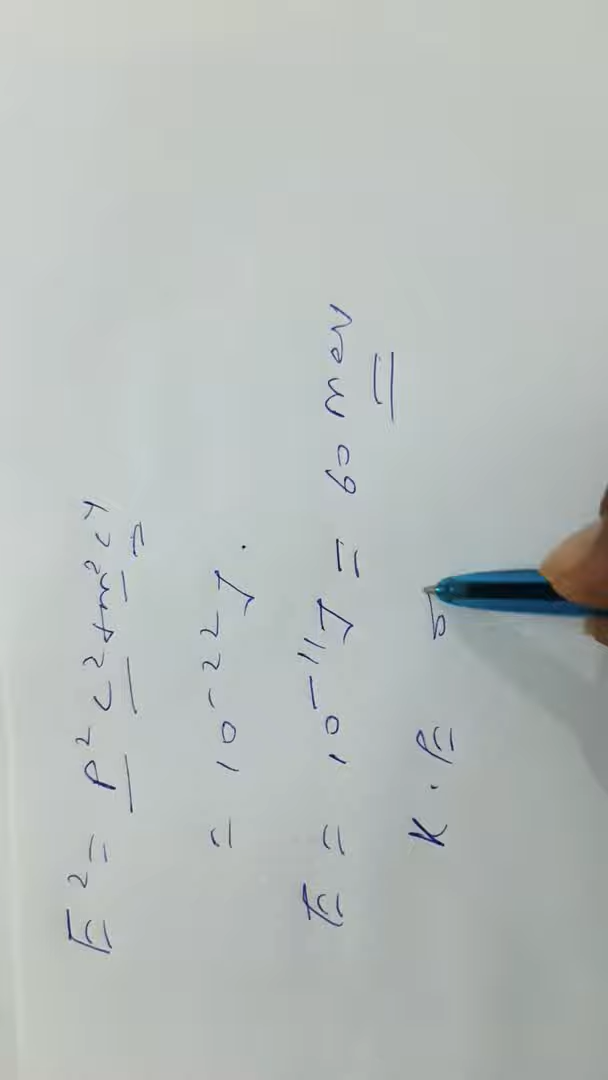 E² = P²c² + m²c⁴
= 10⁻²² J.
E = 10⁻¹¹ J = 60 mev
K.E